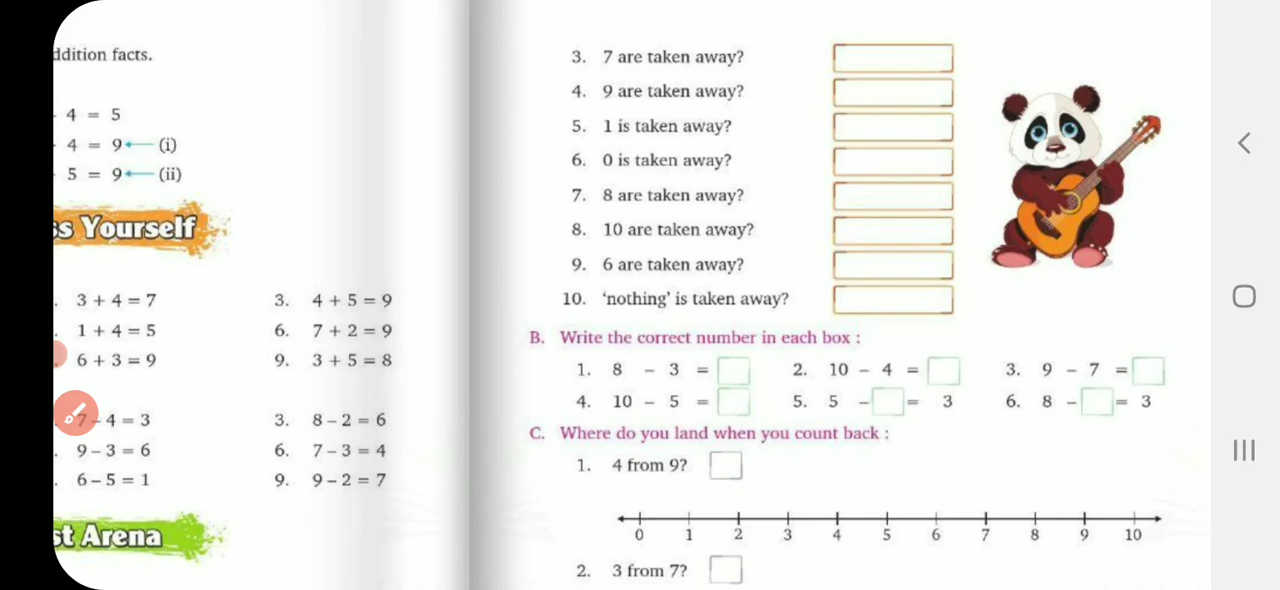 ddition facts.
4 = 5
4 = 9 ← (i)
5 = 9 ← (ii)
s Yourself
3 + 4 = 7
3. 4 + 5 = 9
1 + 4 = 5
6. 7 + 2 = 9
6 + 3 = 9
9. 3 + 5 = 8
7 – 4 = 3
3. 8 – 2 = 6
9 – 3 = 6
6. 7 – 3 = 4
6 – 5 = 1
9. 9 – 2 = 7
st Arena
3. 7 are taken away?
4. 9 are taken away?
5. 1 is taken away?
6. 0 is taken away?
7. 8 are taken away?
8. 10 are taken away?
9. 6 are taken away?
10. ‘nothing’ is taken away?
B. Write the correct number in each box :
1. 8 – 3 = 2. 10 – 4 = 3. 9 – 7 =
4. 10 – 5 = 5. 5 – = 3 6. 8 – = 3
C. Where do you land when you count back :
1. 4 from 9?
0 1 2 3 4 5 6 7 8 9 10
2. 3 from 7?